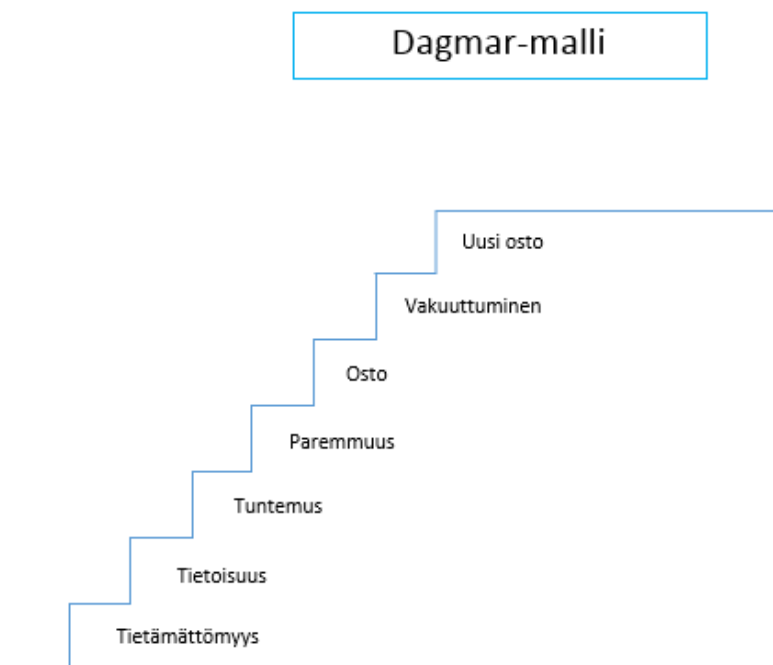 Dagmar-malli
Uusi osto
Vakuuttuminen
Osto
Paremmuus
Tuntemus
Tietoisuus
Tietämättömyys